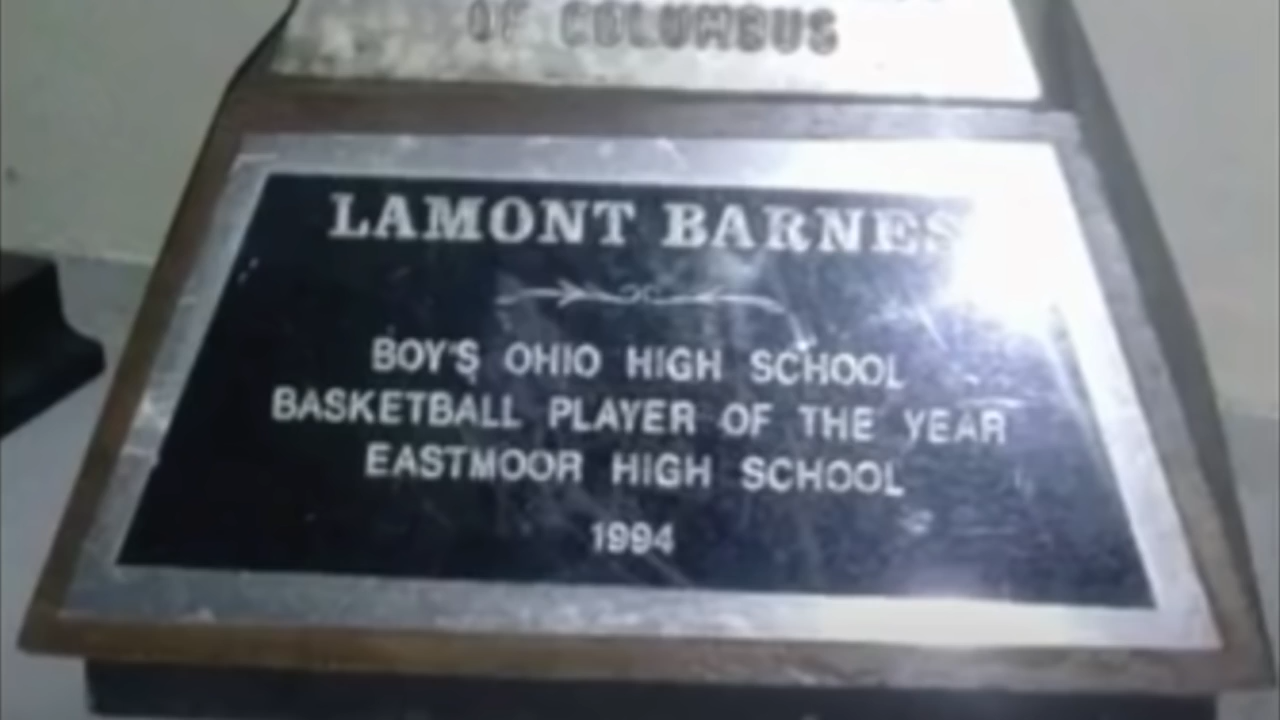 OF COLUMBUS
LAMONT BARNES
BOY'S OHIO HIGH SCHOOL
BASKETBALL PLAYER OF THE YEAR
EASTMOOR HIGH SCHOOL
1994